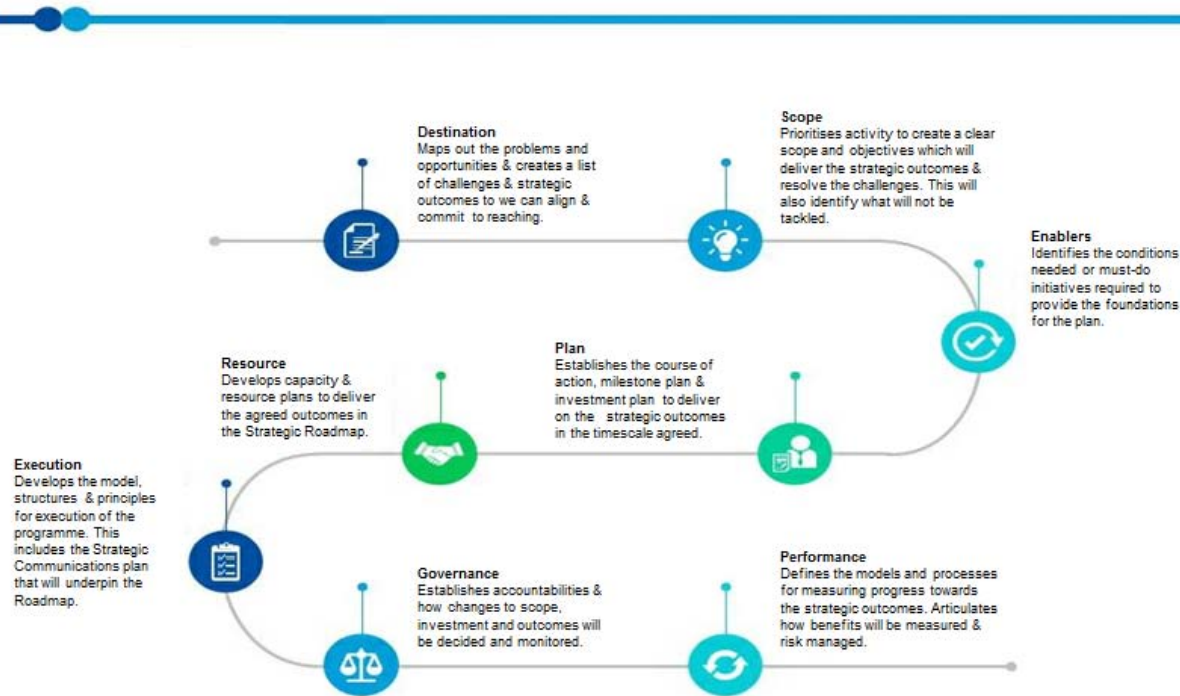 Destination
Maps out the problems and
opportunities & creates a list
of challenges & strategic
outcomes to we can align &
commit to reaching.
Scope
Prioritises activity to create a clear
scope and objectives which will
deliver the strategic outcomes &
resolve the challenges. This will
also identify what will not be
tackled.
Enablers
Identifies the conditions
needed or must-do
initiatives required to
provide the foundations
for the plan.
Plan
Establishes the course of
action, milestone plan &
investment plan to deliver
on the strategic outcomes
in the timescale agreed.
Resource
Develops capacity &
resource plans to deliver
the agreed outcomes in
the Strategic Roadmap.
Execution
Develops the model,
structures & principles
for execution of the
programme. This
includes the Strategic
Communications plan
that will underpin the
Roadmap.
Governance
Establishes accountabilities &
how changes to scope,
investment and outcomes will
be decided and monitored.
Performance
Defines the models and processes
for measuring progress towards
the strategic outcomes. Articulates
how benefits will be measured &
risk managed.